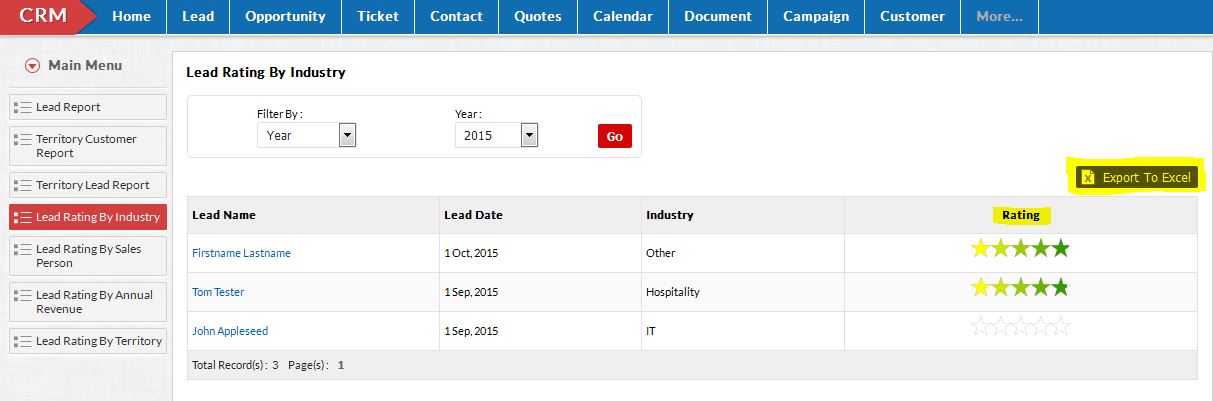 CRM Home Lead Opportunity Ticket Contact Quotes Calendar Document Campaign Customer More...
Main Menu
Lead Report
Territory Customer
Report
Territory Lead Report
Lead Rating By Industry
Lead Rating By Sales
Person
Lead Rating By Annual
Revenue
Lead Rating By Territory
Lead Rating By Industry
Filter By : Year :
Year 2015 Go
Export To Excel
Lead Name Lead Date Industry Rating
Firstname Lastname 1 Oct, 2015 Other
Tom Tester 1 Sep, 2015 Hospitality
John Appleseed 1 Sep, 2015 IT
Total Record(s) : 3 Page(s) : 1